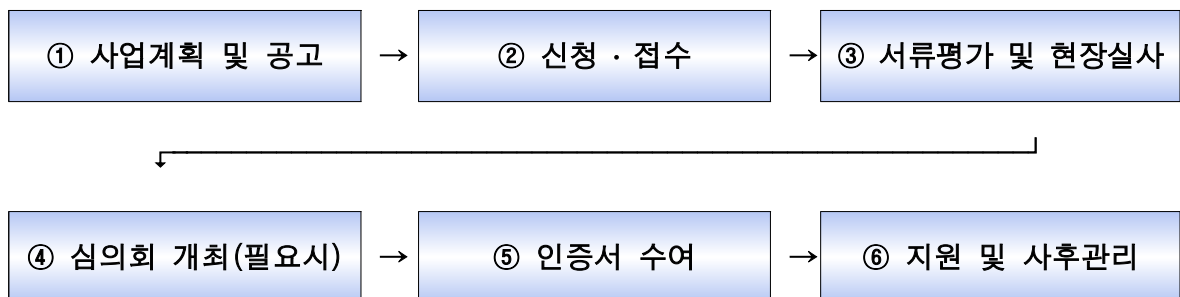 ① 사업계획 및 공고 → ② 신청·접수 → ③ 서류평가 및 현장실사
④ 심의회 개최(필요시) → ⑤ 인증서 수여 → ⑥ 지원 및 사후관리